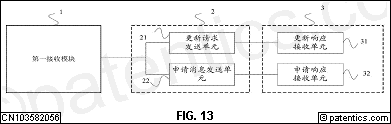 1
2
3
第一接收模块
21
更新请求
发送单元
更新响应
接收单元
31
22
申请消息发送单元
申请响应
接收单元
32
FIG. 13
CN103582056
© patentics.com
©patentics